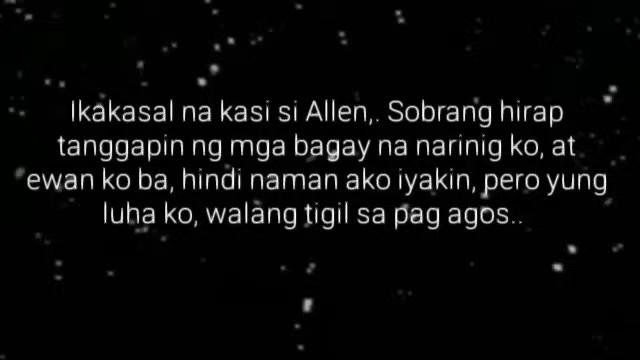 Ikakasal na kasi si Allen,. Sobrang hirap
tanggapin ng mga bagay na narinig ko, at
ewan ko ba, hindi naman ako iyakin, pero yung
luha ko, walang tigil sa pag agos..